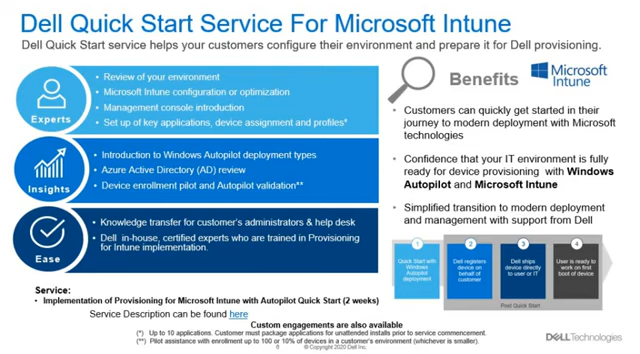 Dell Quick Start Service For Microsoft Intune
Dell Quick Start service helps your customers configure their environment and prepare it for Dell provisioning.
Experts
• Review of your environment
• Microsoft Intune configuration or optimization
• Management console introduction
• Set up of key applications, device assignment and profiles*
Insights
• Introduction to Windows Autopilot deployment types
• Azure Active Directory (AD) review
• Device enrollment pilot and Autopilot validation**
Ease
• Knowledge transfer for customer's administrators & help desk
• Dell in-house, certified experts who are trained in Provisioning
for Intune implementation.
Service:
• Implementation of Provisioning for Microsoft Intune with Autopilot Quick Start (2 weeks)
Service Description can be found here
Benefits
Microsoft
Intune
• Customers can quickly get started in their
journey to modern deployment with Microsoft
technologies
• Confidence that your IT environment is fully
ready for device provisioning with Windows
Autopilot and Microsoft Intune
• Simplified transition to modern deployment
and management with support from Dell
1
Quick Start with
Windows
Autopilot
deployment
2
Dell registers
device on
behalf of
customer
3
Dell ships
device directly
to user or IT
4
User is ready to
work on first
boot of device
Post Quick Start
Custom engagements are also available
(*) Up to 10 applications. Customer must package applications for unattended installs prior to service commencement.
(**) Pilot assistance with enrollment up to 100 or 10% of devices in a customer's environment (whichever is smaller).
6
© Copyright 2020 Dell Inc.
DELLTechnologies